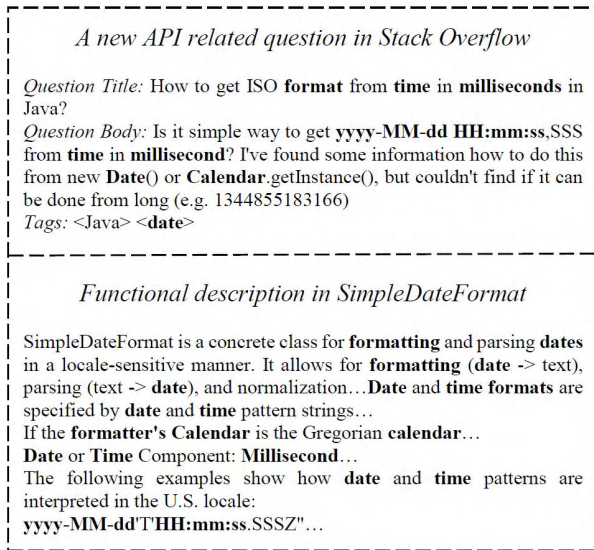 A new API related question in Stack Overflow
Question Title: How to get ISO format from time in milliseconds in
Java?
Question Body: Is it simple way to get yyyy-MM-dd HH:mm:ss,SSS
from time in millisecond? I've found some information how to do this
from new Date() or Calendar.getInstance(), but couldn't find if it can
be done from long (e.g. 1344855183166)
Tags: <Java> <date>
Functional description in SimpleDateFormat
SimpleDateFormat is a concrete class for formatting and parsing dates
in a locale-sensitive manner. It allows for formatting (date -> text),
parsing (text -> date), and normalization…Date and time formats are
specified by date and time pattern strings…
If the formatter's Calendar is the Gregorian calendar…
Date or Time Component: Millisecond…
The following examples show how date and time patterns are
interpreted in the U.S. locale:
yyyy-MM-dd'T'HH:mm:ss.SSSZ"…